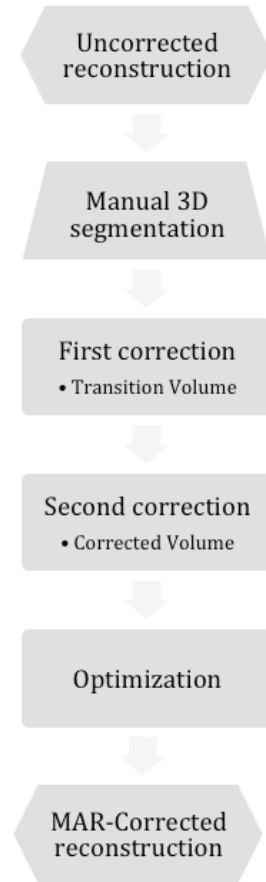 Uncorrected
reconstruction
Manual 3D
segmentation
First correction
• Transition Volume
Second correction
• Corrected Volume
Optimization
MAR-Corrected
reconstruction